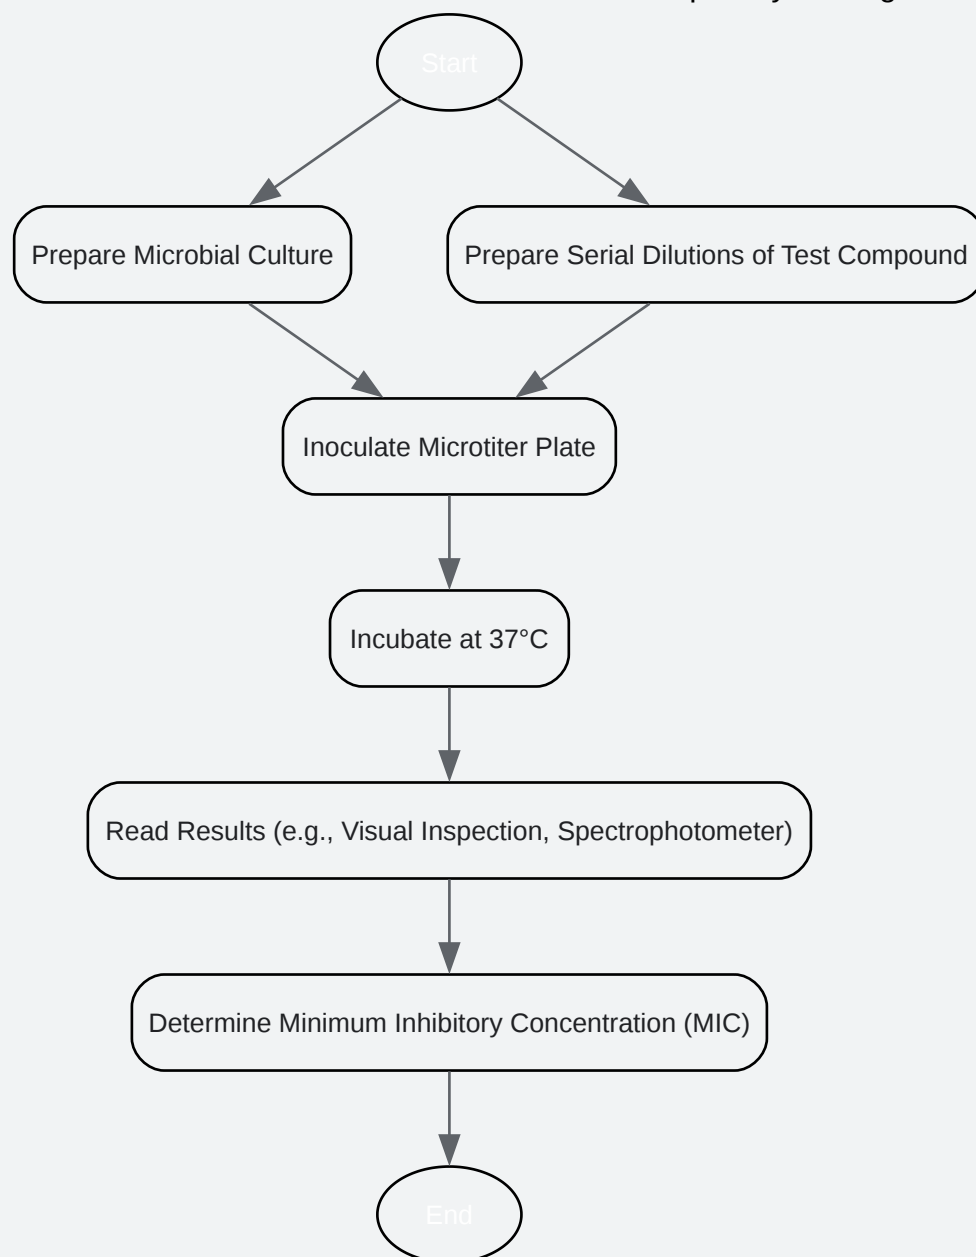 Start
Prepare Microbial Culture
Prepare Serial Dilutions of Test Compound
Inoculate Microtiter Plate
Incubate at 37°C
Read Results (e.g., Visual Inspection, Spectrophotometer)
Determine Minimum Inhibitory Concentration (MIC)
End